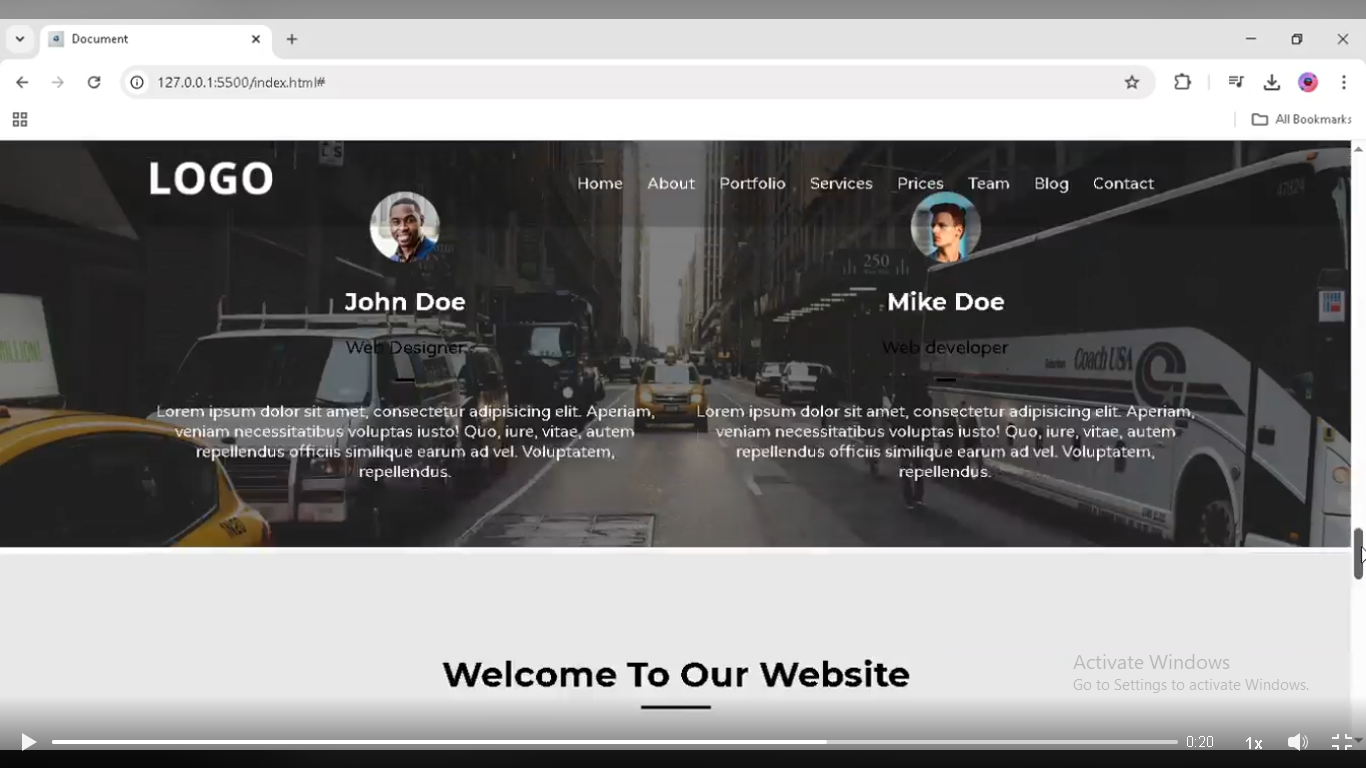 Document
127.0.0.1:5500/index.html#
All Bookmarks
LOGO
Home About Portfolio Services Prices Team Blog Contact
250
John Doe Mike Doe
Web Designer Web developer
Coach USA
Lorem ipsum dolor sit amet, consectetur adipisicing elit. Aperiam, Lorem ipsum dolor sit amet, consectetur adipisicing elit. Aperiam,
veniam necessitatibus voluptas iusto! Quo, iure, vitae, autem veniam necessitatibus voluptas iusto! Quo, iure, vitae, autem
repellendus officiis similique earum ad vel. Voluptatem, repellendus officiis similique earum ad vel. Voluptatem,
repellendus. repellendus.
Welcome To Our Website
Activate Windows
Go to Settings to activate Windows.
0:20 1x